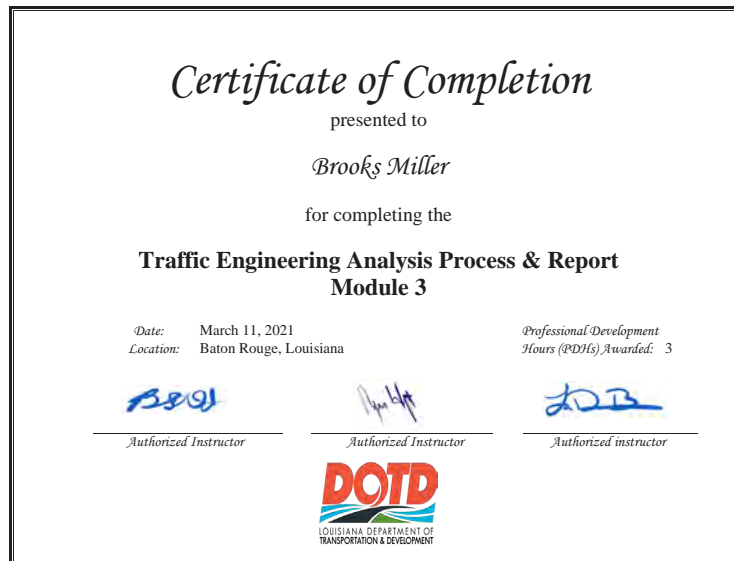 Certificate of Completion
presented to
Brooks Miller
for completing the
Traffic Engineering Analysis Process & Report
Module 3
Date: March 11, 2021
Location: Baton Rouge, Louisiana
Professional Development
Hours (PDHs) Awarded: 3
Authorized Instructor
Authorized Instructor
Authorized instructor
DOTD
LOUISIANA DEPARTMENT OF
TRANSPORTATION & DEVELOPMENT